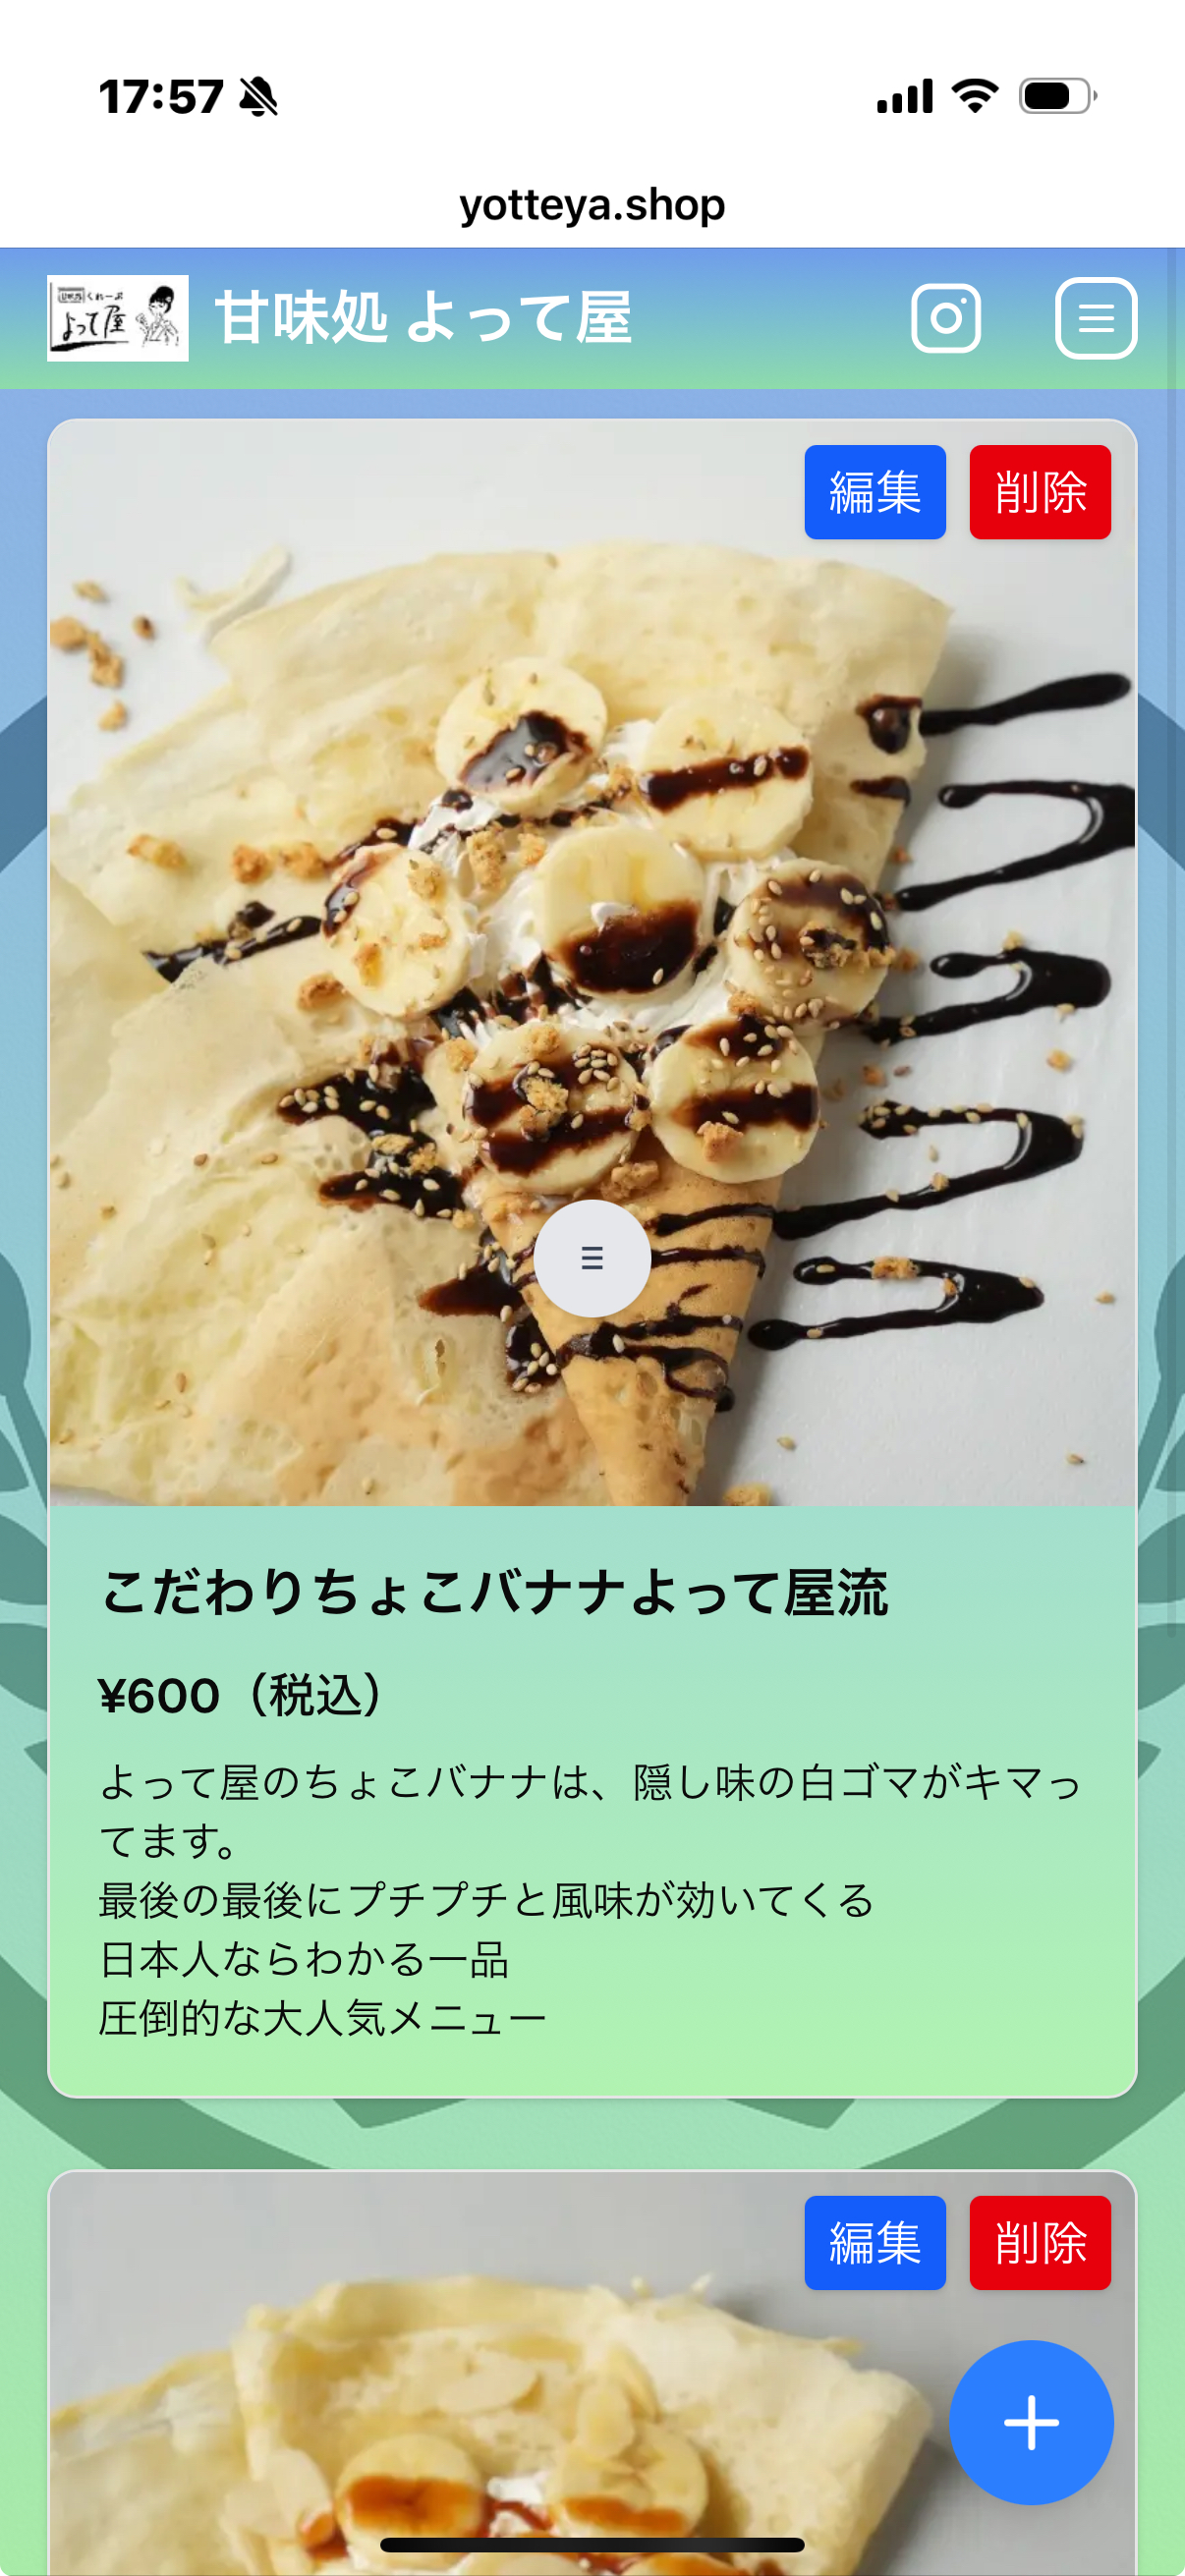 17:57
yotteya.shop
くれーぷ
よって屋
甘味処 よって屋
編集
削除
こだわりちょこバナナよって屋流
¥600（税込）
よって屋のちょこバナナは、隠し味の白ゴマがキマっ
てます。
最後の最後にプチプチと風味が効いてくる
日本人ならわかる一品
圧倒的な大人気メニュー
編集
削除